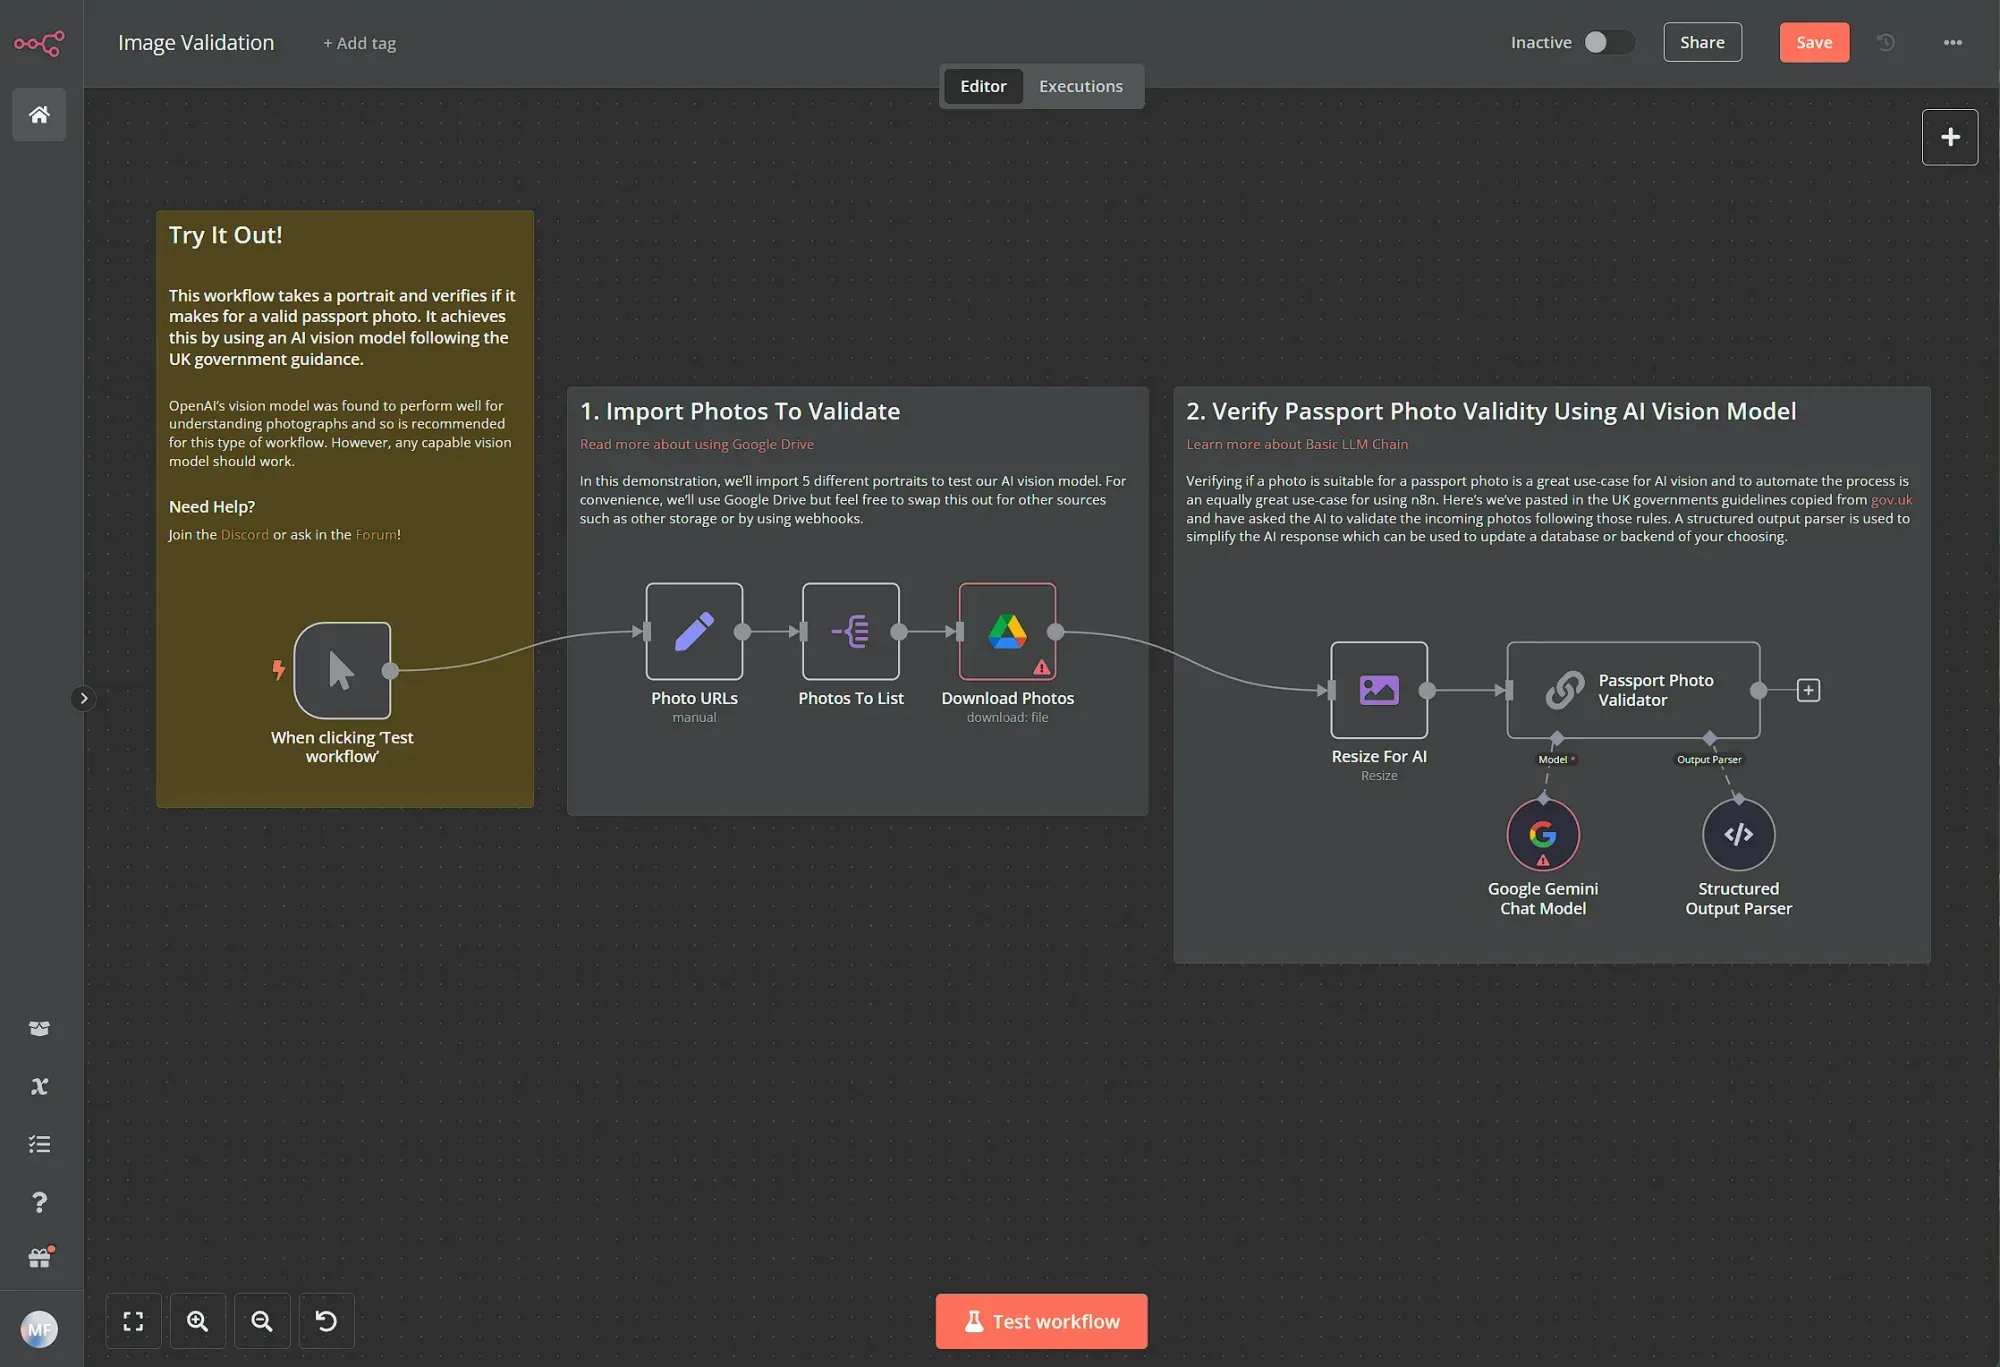 Image Validation
+ Add tag
Inactive
Share
Save
Editor
Executions
Try It Out!
This workflow takes a portrait and verifies if it
makes for a valid passport photo. It achieves
this by using an AI vision model following the
UK government guidance.
OpenAI's vision model was found to perform well for
understanding photographs and so is recommended
for this type of workflow. However, any capable vision
model should work.
Need Help?
Join the Discord or ask in the Forum!
When clicking 'Test
workflow'
1. Import Photos To Validate
Read more about using Google Drive
In this demonstration, we'll import 5 different portraits to test our AI vision model. For
convenience, we'll use Google Drive but feel free to swap this out for other sources
such as other storage or by using webhooks.
Photo URLs
manual
Photos To List
Download Photos
download: file
2. Verify Passport Photo Validity Using AI Vision Model
Learn more about Basic LLM Chain
Verifying if a photo is suitable for a passport photo is a great use-case for AI vision and to automate the process is
an equally great use-case for using n8n. Here's we've pasted in the UK governments guidelines copied from gov.uk
and have asked the AI to validate the incoming photos following those rules. A structured output parser is used to
simplify the AI response which can be used to update a database or backend of your choosing.
Resize For AI
Resize
Passport Photo
Validator
Model *
Output Parser
Google Gemini
Chat Model
Structured
Output Parser
MF
Test workflow